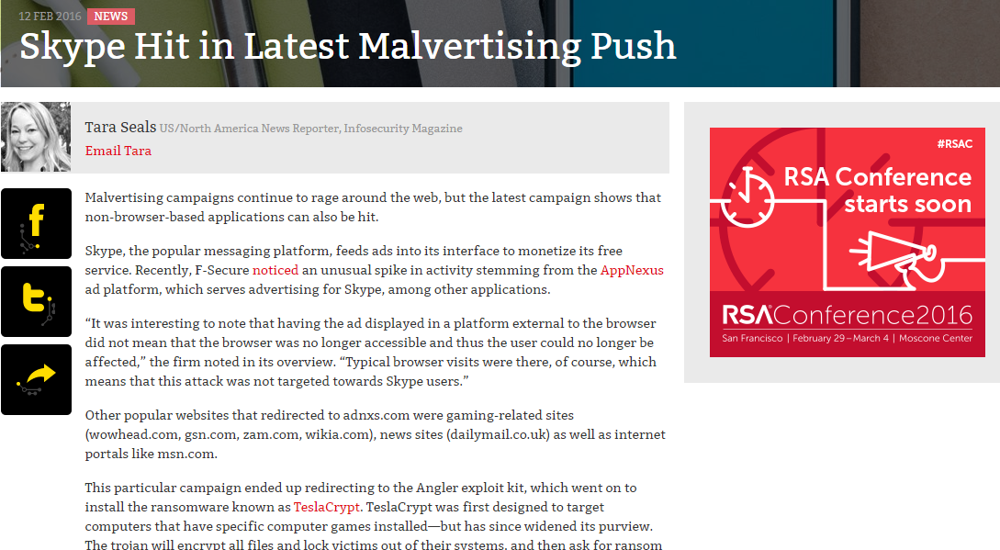 12 FEB 2016 NEWS
Skype Hit in Latest Malvertising Push
Tara Seals US/North America News Reporter, Infosecurity Magazine
Email Tara
Malvertising campaigns continue to rage around the web, but the latest campaign shows that
non-browser-based applications can also be hit.
Skype, the popular messaging platform, feeds ads into its interface to monetize its free
service. Recently, F-Secure noticed an unusual spike in activity stemming from the AppNexus
ad platform, which serves advertising for Skype, among other applications.
“It was interesting to note that having the ad displayed in a platform external to the browser
did not mean that the browser was no longer accessible and thus the user could no longer be
affected,” the firm noted in its overview. “Typical browser visits were there, of course, which
means that this attack was not targeted towards Skype users.”
Other popular websites that redirected to adnxs.com were gaming-related sites
(wowhead.com, gsn.com, zam.com, wikia.com), news sites (dailymail.co.uk) as well as internet
portals like msn.com.
This particular campaign ended up redirecting to the Angler exploit kit, which went on to
install the ransomware known as TeslaCrypt. TeslaCrypt was first designed to target
computers that have specific computer games installed—but has since widened its purview.
The trojan will encrypt all files and lock victims out of their systems, and then ask for ransom
#RSAC
RSA Conference
starts soon
RSAConference2016
San Francisco | February 29–March 4 | Moscone Center